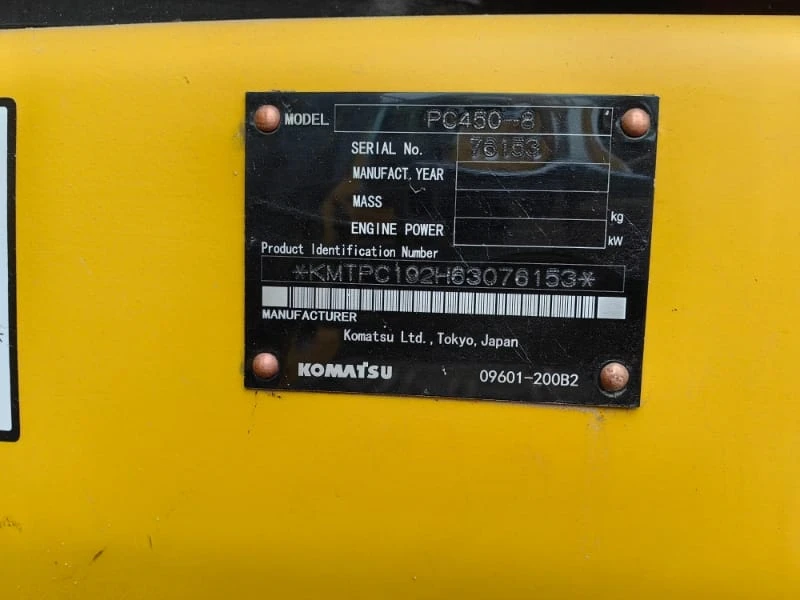 MODEL PC450-8
SERIAL No. 76153
MANUFACT. YEAR
MASS kg
ENGINE POWER kW
Product Identification Number
*KMTPC192H63076153*
MANUFACTURER
Komatsu Ltd., Tokyo, Japan
KOMATSU 09601-200B2